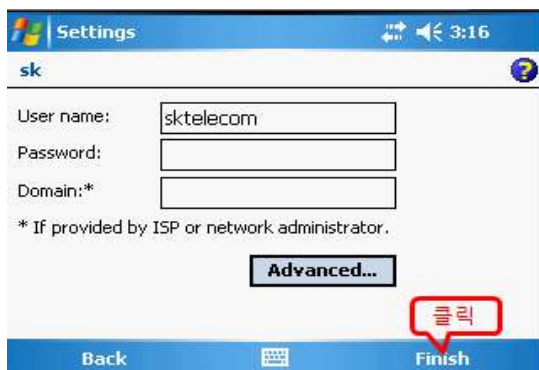 Settings 3:16
sk
User name: sktelecom
Password:
Domain:*
* If provided by ISP or network administrator.
Advanced...
클릭
Back Finish